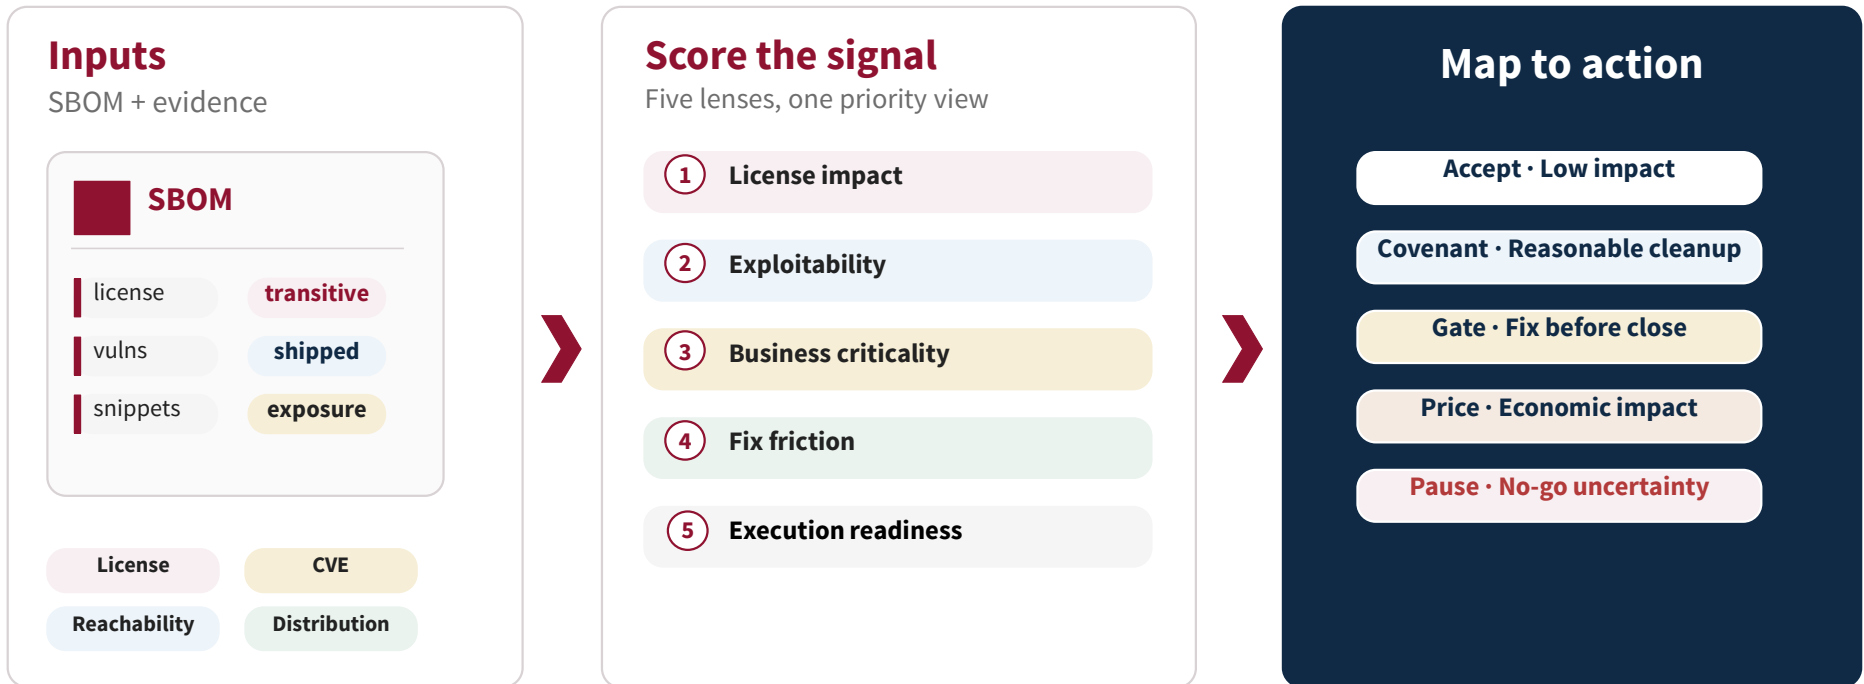 Inputs
SBOM + evidence
SBOM
license
transitive
vulns
shipped
snippets
exposure
License
CVE
Reachability
Distribution
Score the signal
Five lenses, one priority view
1 License impact
2 Exploitability
3 Business criticality
4 Fix friction
5 Execution readiness
Map to action
Accept · Low impact
Covenant · Reasonable cleanup
Gate · Fix before close
Price · Economic impact
Pause · No-go uncertainty